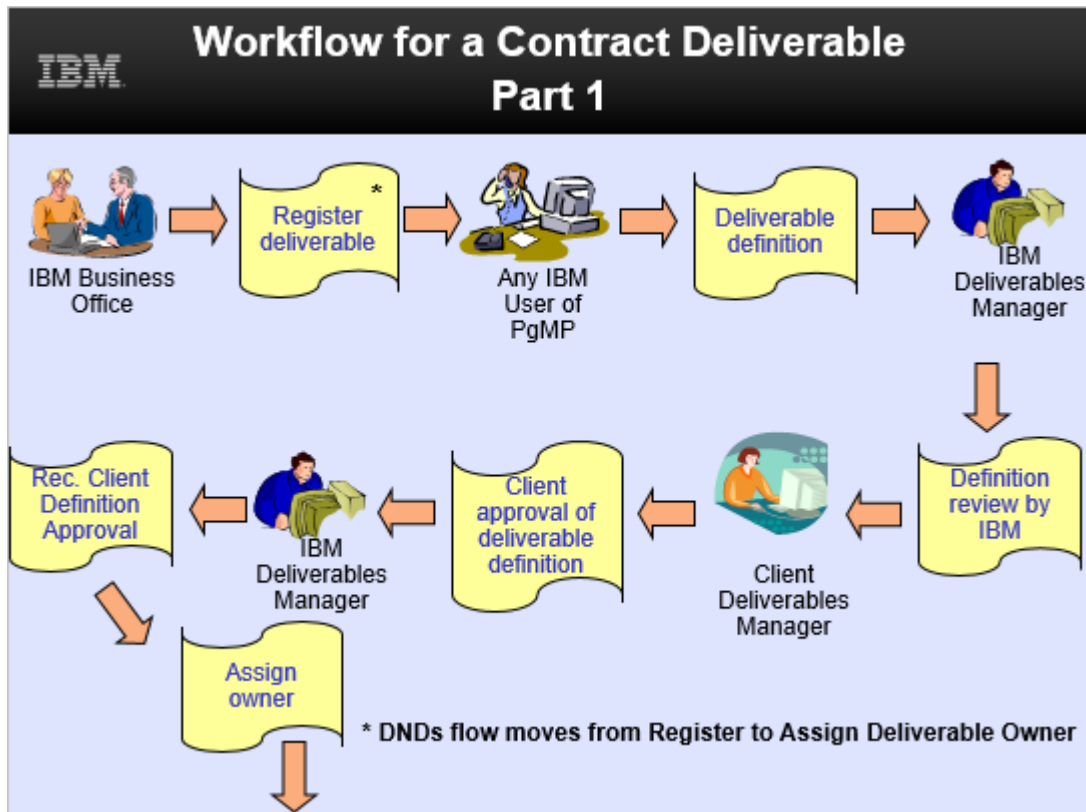 Workflow for a Contract Deliverable
Part 1
IBM
*
Register
deliverable
Deliverable
definition
IBM Business
Office
Any IBM
User of
PgMP
IBM
Deliverables
Manager
Rec. Client
Definition
Approval
IBM
Deliverables
Manager
Client
approval of
deliverable
definition
Client
Deliverables
Manager
Definition
review by
IBM
Assign
owner
* DNDs flow moves from Register to Assign Deliverable Owner